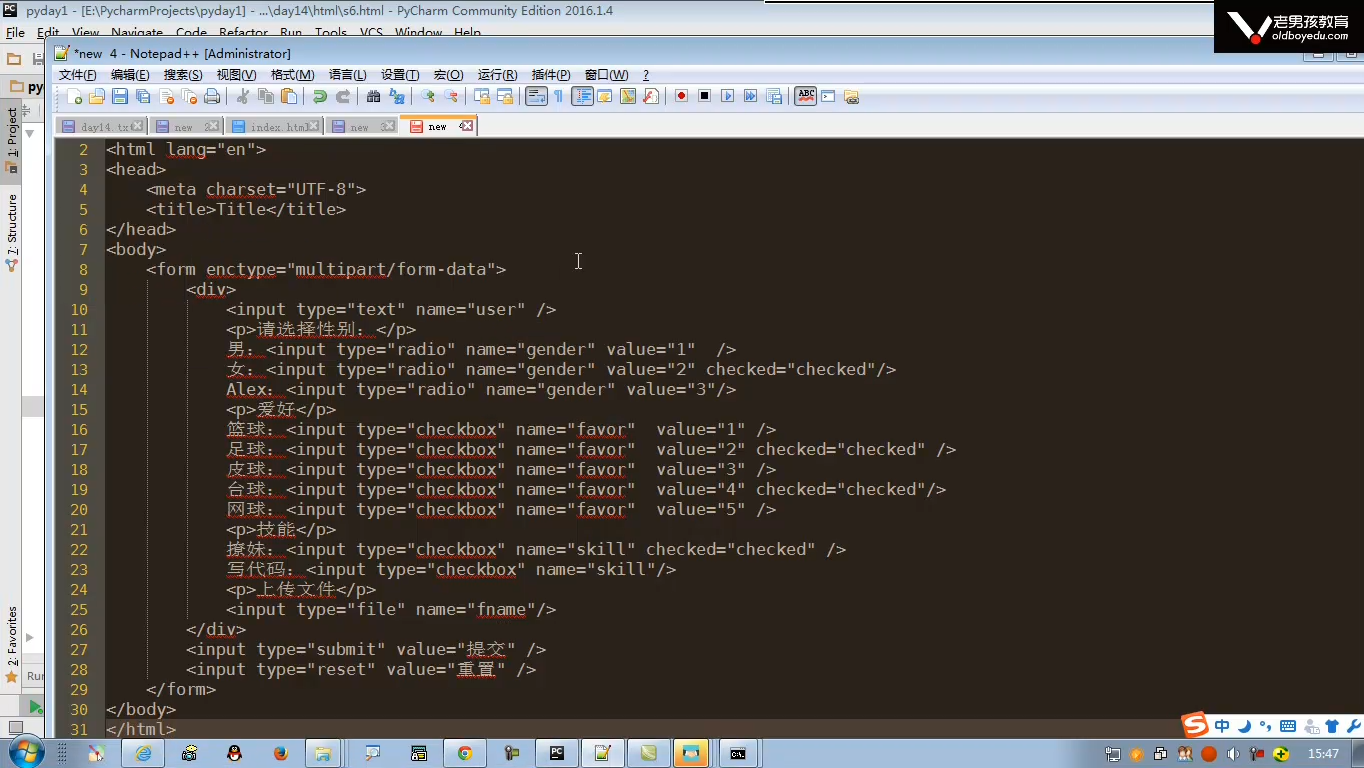 pyday1 - [E:\PycharmProjects\pyday1] - ...\day14\html\s6.html - PyCharm Community Edition 2016.1.4
File Edit View Navigate Code Refactor Run Tools VCS Window Help
老男孩教育
oldboyedu.com
*new 4 - Notepad++ [Administrator]
文件(F) 编辑(E) 搜索(S) 视图(V) 格式(M) 语言(L) 设置(T) 宏(O) 运行(R) 插件(P) 窗口(W) ?
py
day14.txt new 2 index.html new 3 new 4
1: Project
7: Structure
2: Favorites
Run
2 <html lang="en">
3 <head>
4 <meta charset="UTF-8">
5 <title>Title</title>
6 </head>
7 <body>
8 <form enctype="multipart/form-data">
9 <div>
10 <input type="text" name="user" />
11 <p>请选择性别：</p>
12 男：<input type="radio" name="gender" value="1"  />
13 女：<input type="radio" name="gender" value="2" checked="checked"/>
14 Alex：<input type="radio" name="gender" value="3"/>
15 <p>爱好</p>
16 篮球：<input type="checkbox" name="favor"  value="1" />
17 足球：<input type="checkbox" name="favor"  value="2" checked="checked" />
18 皮球：<input type="checkbox" name="favor"  value="3" />
19 台球：<input type="checkbox" name="favor"  value="4" checked="checked"/>
20 网球：<input type="checkbox" name="favor"  value="5" />
21 <p>技能</p>
22 撩妹：<input type="checkbox" name="skill" checked="checked" />
23 写代码：<input type="checkbox" name="skill"/>
24 <p>上传文件</p>
25 <input type="file" name="fname"/>
26 </div>
27 <input type="submit" value="提交" />
28 <input type="reset" value="重置" />
29 </form>
30 </body>
31 </html>
中
15:47